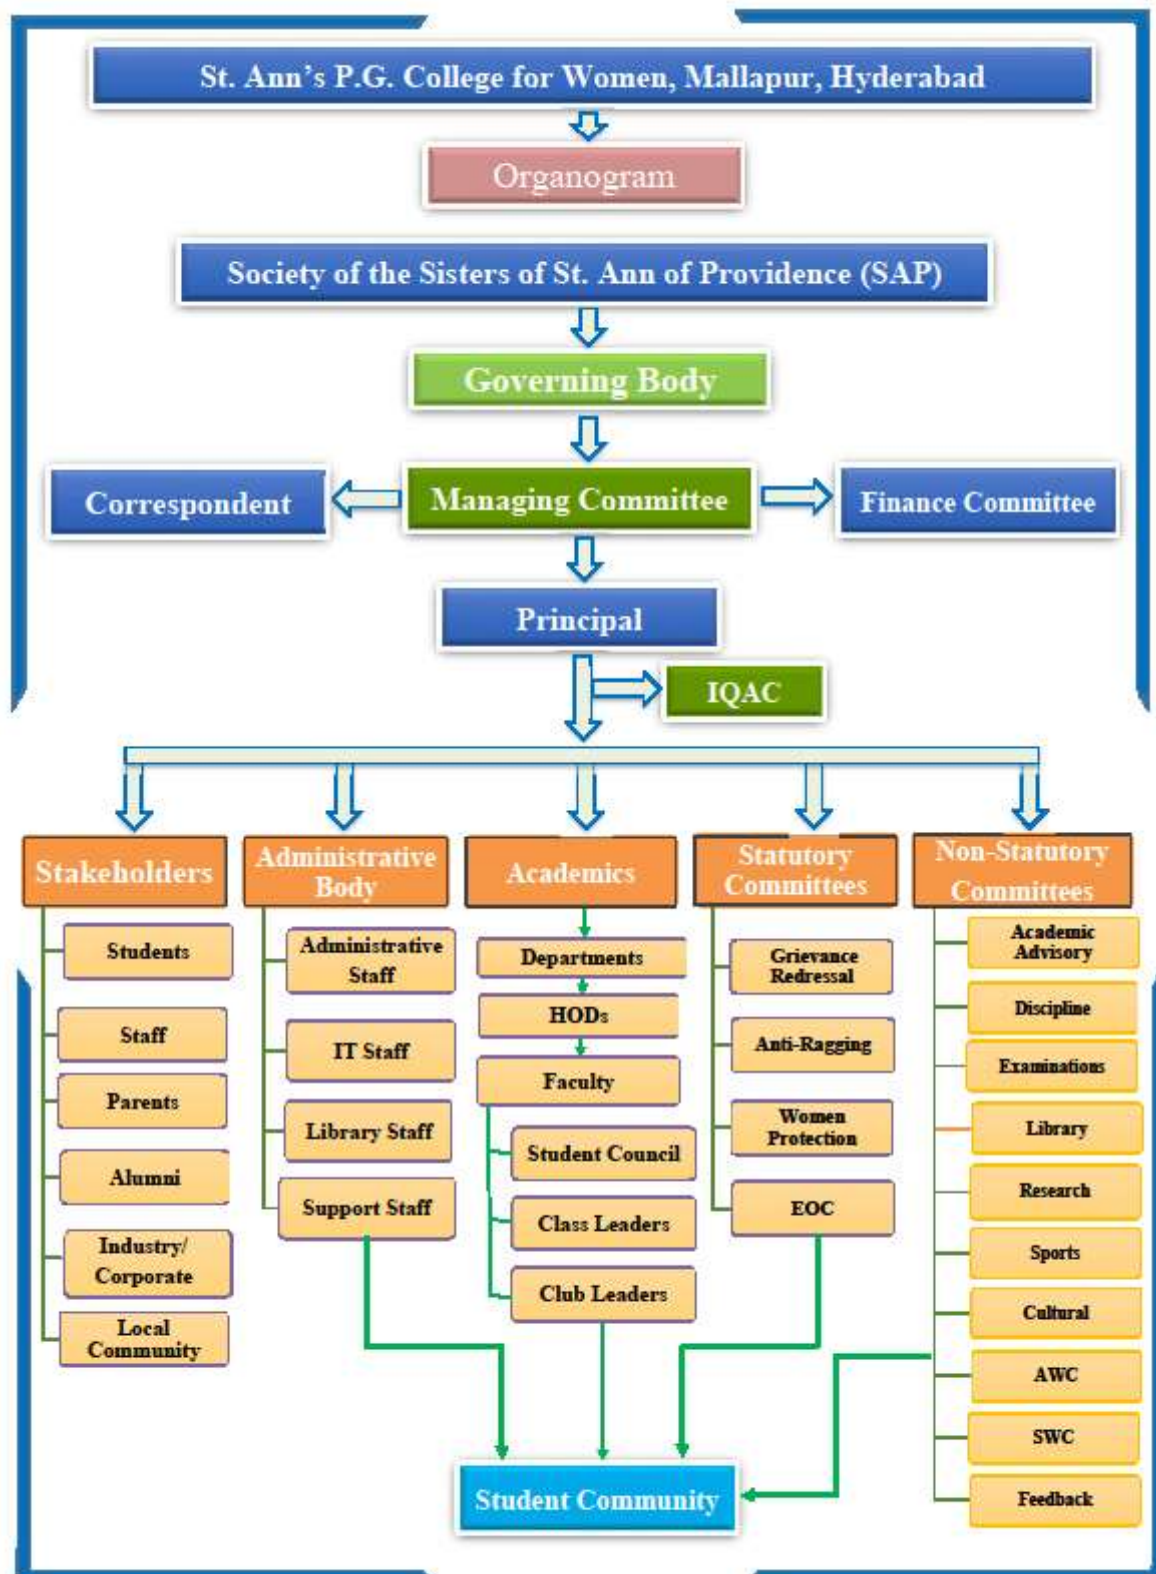 St. Ann’s P.G. College for Women, Mallapur, Hyderabad
Organogram
Society of the Sisters of St. Ann of Providence (SAP)
Governing Body
Correspondent
Managing Committee
Finance Committee
Principal
IQAC
Stakeholders
Students
Staff
Parents
Alumni
Industry/
Corporate
Local
Community
Administrative
Body
Administrative
Staff
IT Staff
Library Staff
Support Staff
Academics
Departments
HODs
Faculty
Student Council
Class Leaders
Club Leaders
Statutory
Committees
Grievance
Redressal
Anti-Ragging
Women
Protection
EOC
Non-Statutory
Committees
Academic
Advisory
Discipline
Examinations
Library
Research
Sports
Cultural
AWC
SWC
Feedback
Student Community